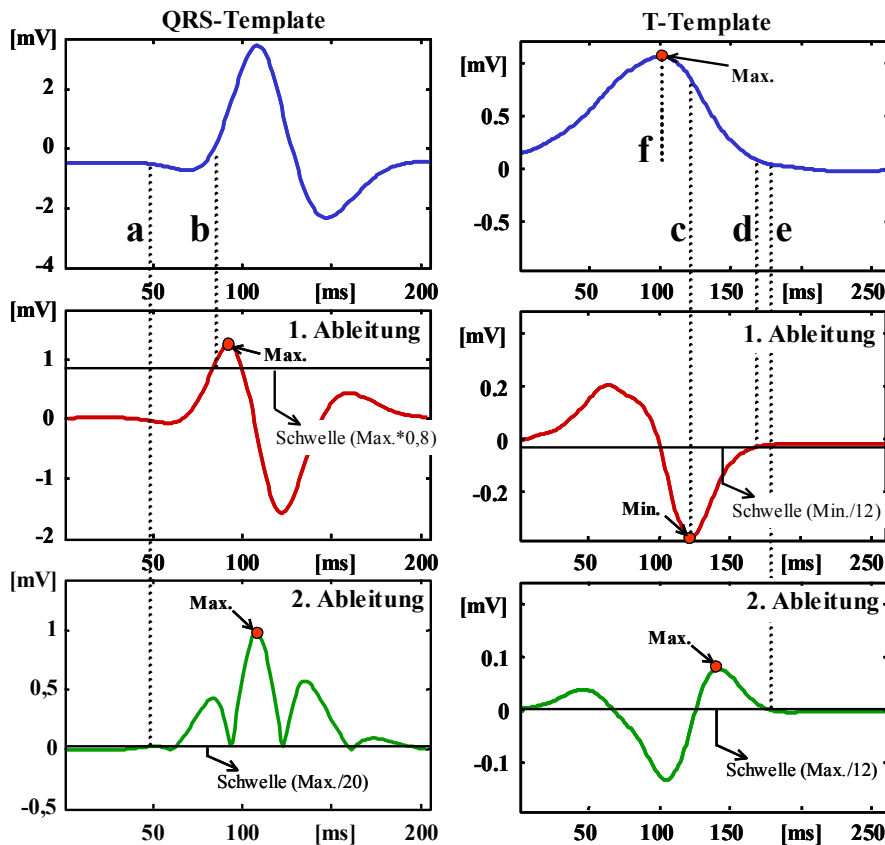 QRS-Template
[mV]
2
0
-2
-4
a
b
50
100
[ms]
200
T-Template
[mV]
0.5
0
-0.5
Max.
f
c
d
e
50
100
150
[ms]
250
[mV]
1
0
-1
-2
1. Ableitung
Max.
Schwelle (Max.*0,8)
50
100
[ms]
200
[mV]
0.2
0
-0.2
1. Ableitung
Min.
Schwelle (Min./12)
50
100
150
[ms]
250
[mV]
1
0,5
0
-0,5
2. Ableitung
Max.
Schwelle (Max./20)
50
100
[ms]
200
[mV]
0.1
0
-0.1
2. Ableitung
Max.
Schwelle (Max./12)
50
100
150
[ms]
250